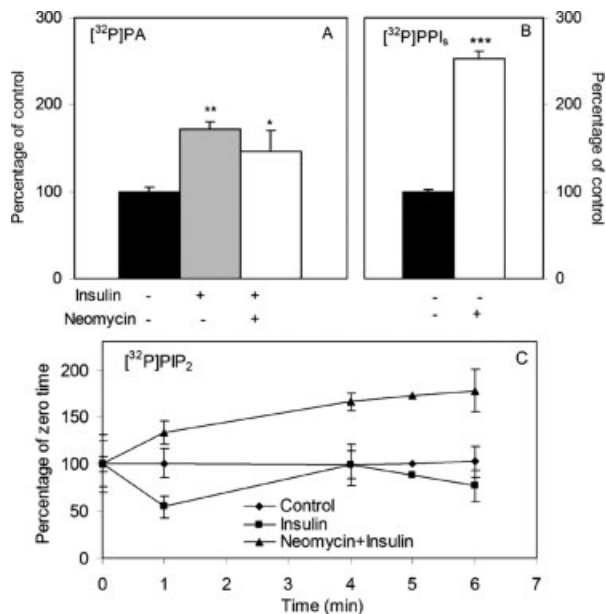 [³²P]PA A
[³²P]PPIₛ B
**
*
***
Percentage of control
300
200
100
0
Percentage of control
300
200
100
0
Insulin - + + - -
Neomycin - - + - +
[³²P]PIP₂ C
Percentage of zero time
200
150
100
50
0
Control
Insulin
Neomycin+Insulin
0 1 2 3 4 5 6 7
Time (min)